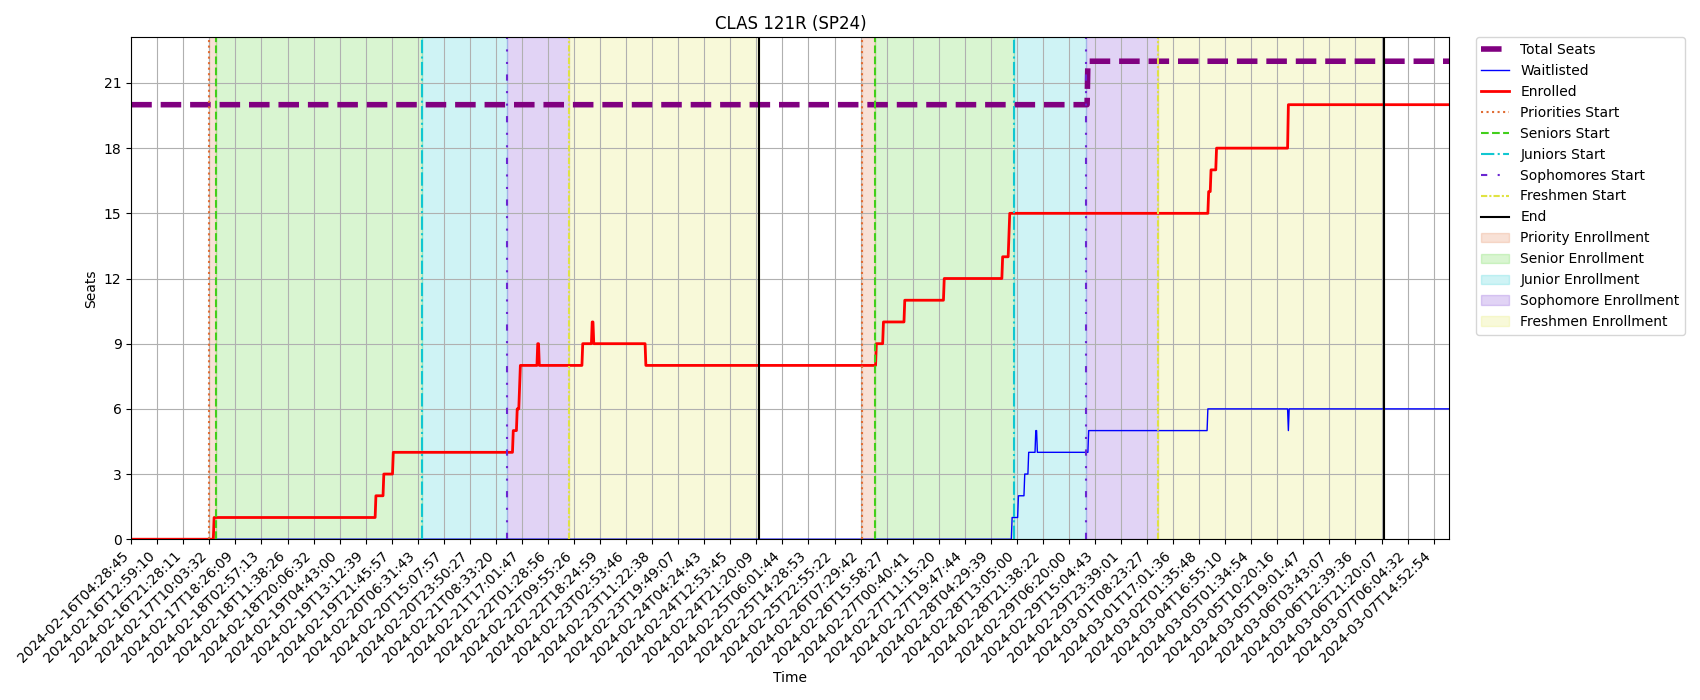 CLAS 121R (SP24)
Seats
21
18
15
12
9
6
3
0
2024-02-16T04:28:45
2024-02-16T12:59:10
2024-02-16T21:28:11
2024-02-17T10:03:32
2024-02-17T18:26:09
2024-02-18T02:57:13
2024-02-18T11:38:26
2024-02-18T20:06:32
2024-02-19T04:43:00
2024-02-19T13:12:39
2024-02-19T21:45:57
2024-02-20T06:31:43
2024-02-20T15:07:57
2024-02-20T23:50:27
2024-02-21T08:33:20
2024-02-21T17:01:47
2024-02-22T01:28:56
2024-02-22T09:55:26
2024-02-22T18:24:59
2024-02-23T02:53:46
2024-02-23T11:22:38
2024-02-23T19:49:07
2024-02-24T04:24:43
2024-02-24T12:53:45
2024-02-24T21:20:09
2024-02-25T06:01:44
2024-02-25T14:28:53
2024-02-25T22:55:22
2024-02-26T07:29:42
2024-02-26T15:58:27
2024-02-27T00:40:41
2024-02-27T11:15:20
2024-02-27T19:47:44
2024-02-28T04:29:39
2024-02-28T13:05:00
2024-02-28T21:38:22
2024-02-29T06:20:00
2024-02-29T15:04:43
2024-02-29T23:39:01
2024-03-01T08:23:27
2024-03-01T17:01:36
2024-03-02T01:35:48
2024-03-04T16:55:10
2024-03-05T01:34:54
2024-03-05T10:20:16
2024-03-05T19:01:47
2024-03-06T03:43:07
2024-03-06T12:39:36
2024-03-06T21:20:07
2024-03-07T06:04:32
2024-03-07T14:52:54
Time
Total Seats
Waitlisted
Enrolled
Priorities Start
Seniors Start
Juniors Start
Sophomores Start
Freshmen Start
End
Priority Enrollment
Senior Enrollment
Junior Enrollment
Sophomore Enrollment
Freshmen Enrollment